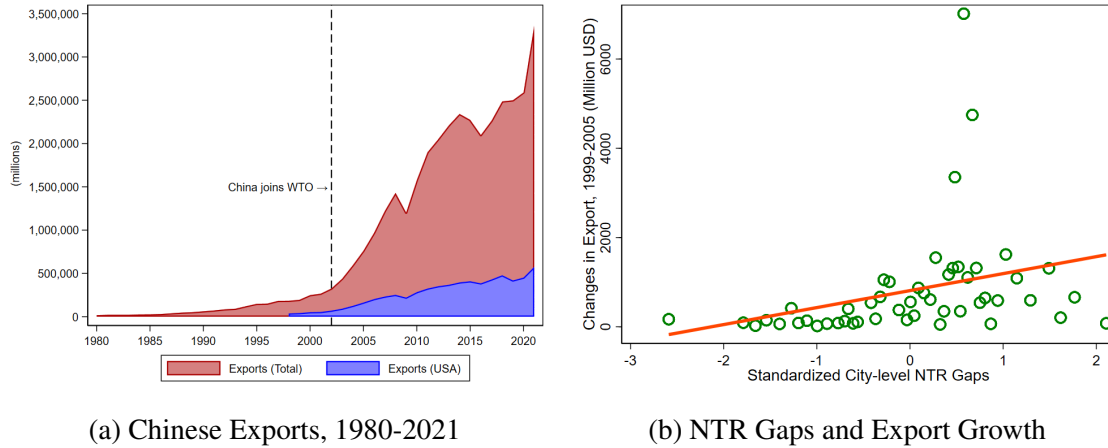 3,500,000
3,000,000
2,500,000
2,000,000
1,500,000
1,000,000
500,000
0
(millions)
China joins WTO →
1980 1985 1990 1995 2000 2005 2010 2015 2020
Exports (Total) Exports (USA)
(a) Chinese Exports, 1980-2021
Changes in Export, 1999-2005 (Million USD)
6000
4000
2000
0
-3 -2 -1 0 1 2
Standardized City-level NTR Gaps
(b) NTR Gaps and Export Growth